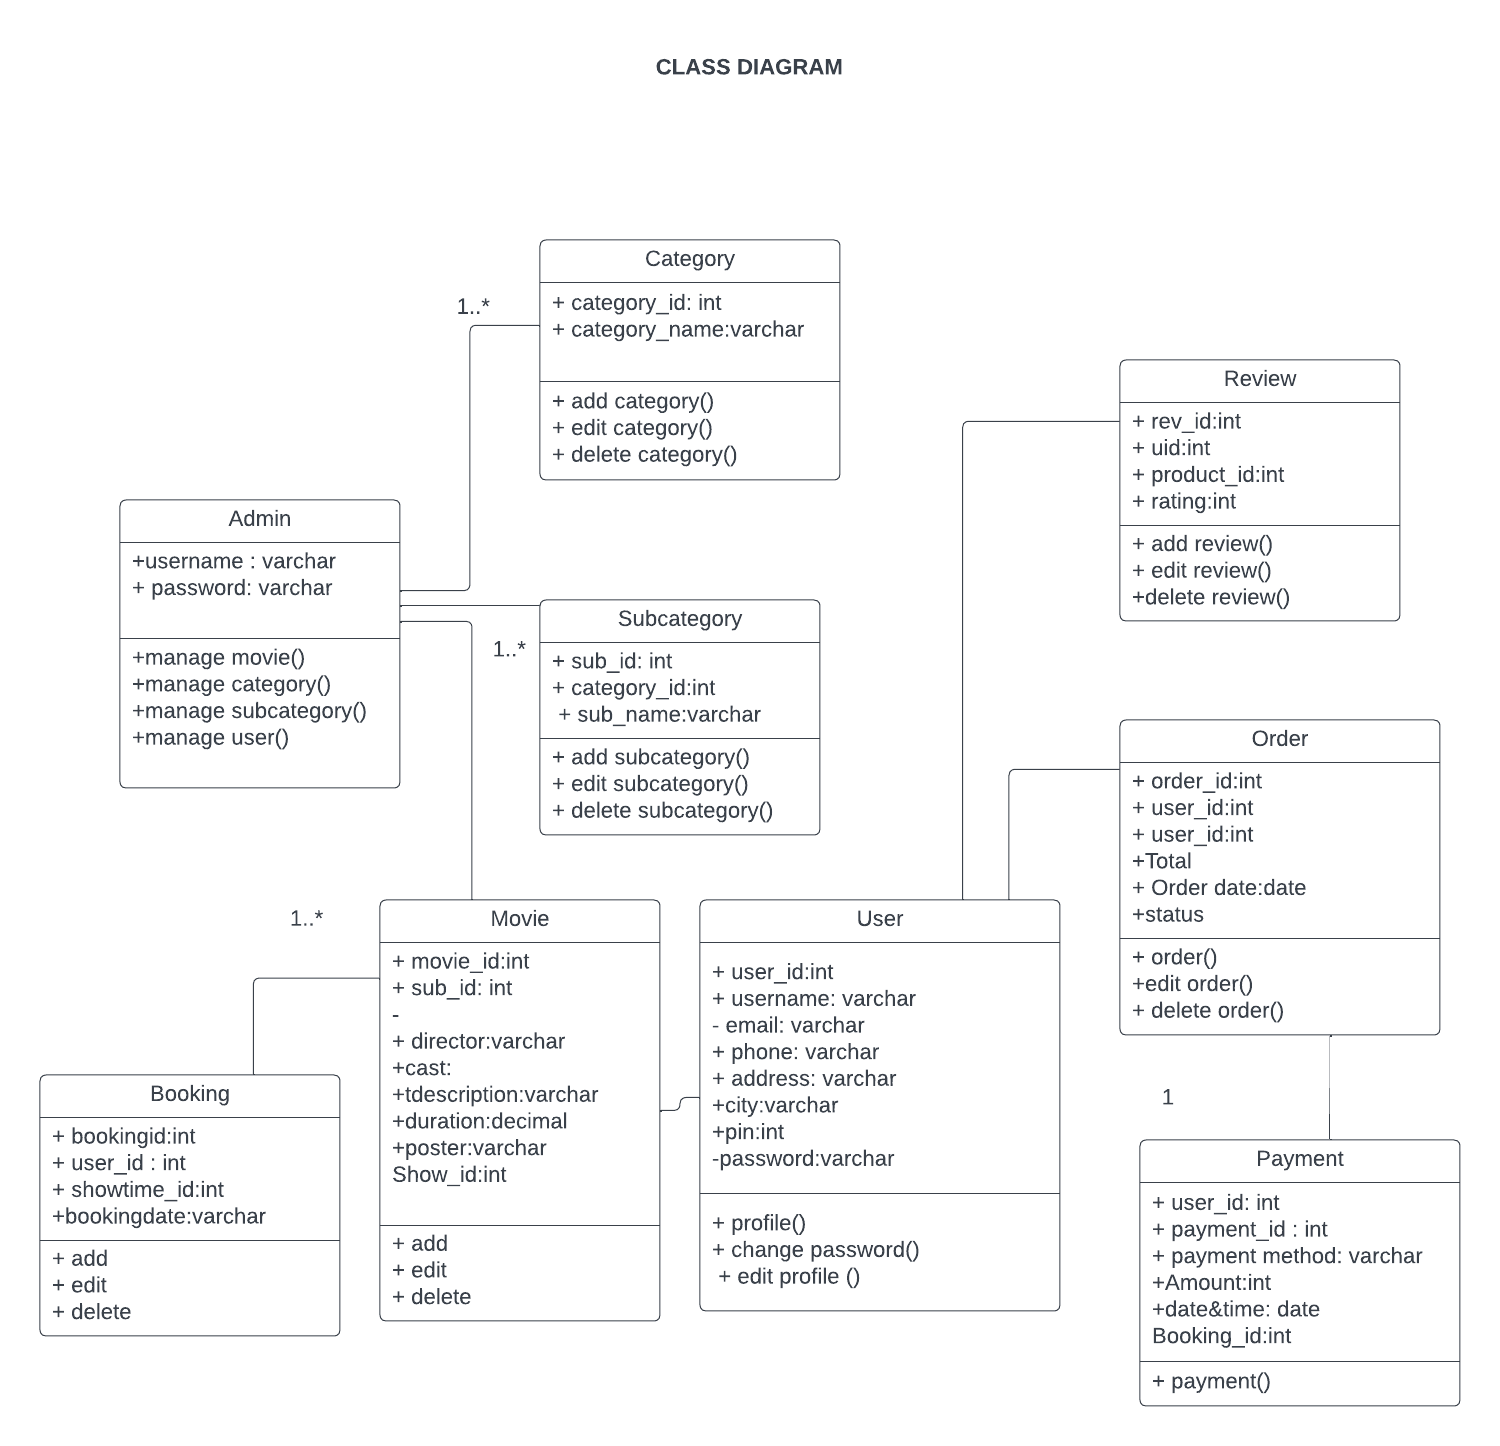 CLASS DIAGRAM
Category
1..*
+ category_id: int
+ category_name:varchar
+ add category()
+ edit category()
+ delete category()
Review
+ rev_id:int
+ uid:int
+ product_id:int
+ rating:int
+ add review()
+ edit review()
+delete review()
Admin
+username : varchar
+ password: varchar
+manage movie()
+manage category()
+manage subcategory()
+manage user()
Subcategory
1..*
+ sub_id: int
+ category_id:int
+ sub_name:varchar
+ add subcategory()
+ edit subcategory()
+ delete subcategory()
Order
+ order_id:int
+ user_id:int
+ user_id:int
+Total
+ Order date:date
+status
+ order()
+edit order()
+ delete order()
1..*
Movie
+ movie_id:int
+ sub_id: int
-
+ director:varchar
+cast:
+tdescription:varchar
+duration:decimal
+poster:varchar
Show_id:int
+ add
+ edit
+ delete
User
+ user_id:int
+ username: varchar
- email: varchar
+ phone: varchar
+ address: varchar
+city:varchar
+pin:int
-password:varchar
+ profile()
+ change password()
+ edit profile ()
Booking
+ bookingid:int
+ user_id : int
+ showtime_id:int
+bookingdate:varchar
+ add
+ edit
+ delete
1
Payment
+ user_id: int
+ payment_id : int
+ payment method: varchar
+Amount:int
+date&time: date
Booking_id:int
+ payment()